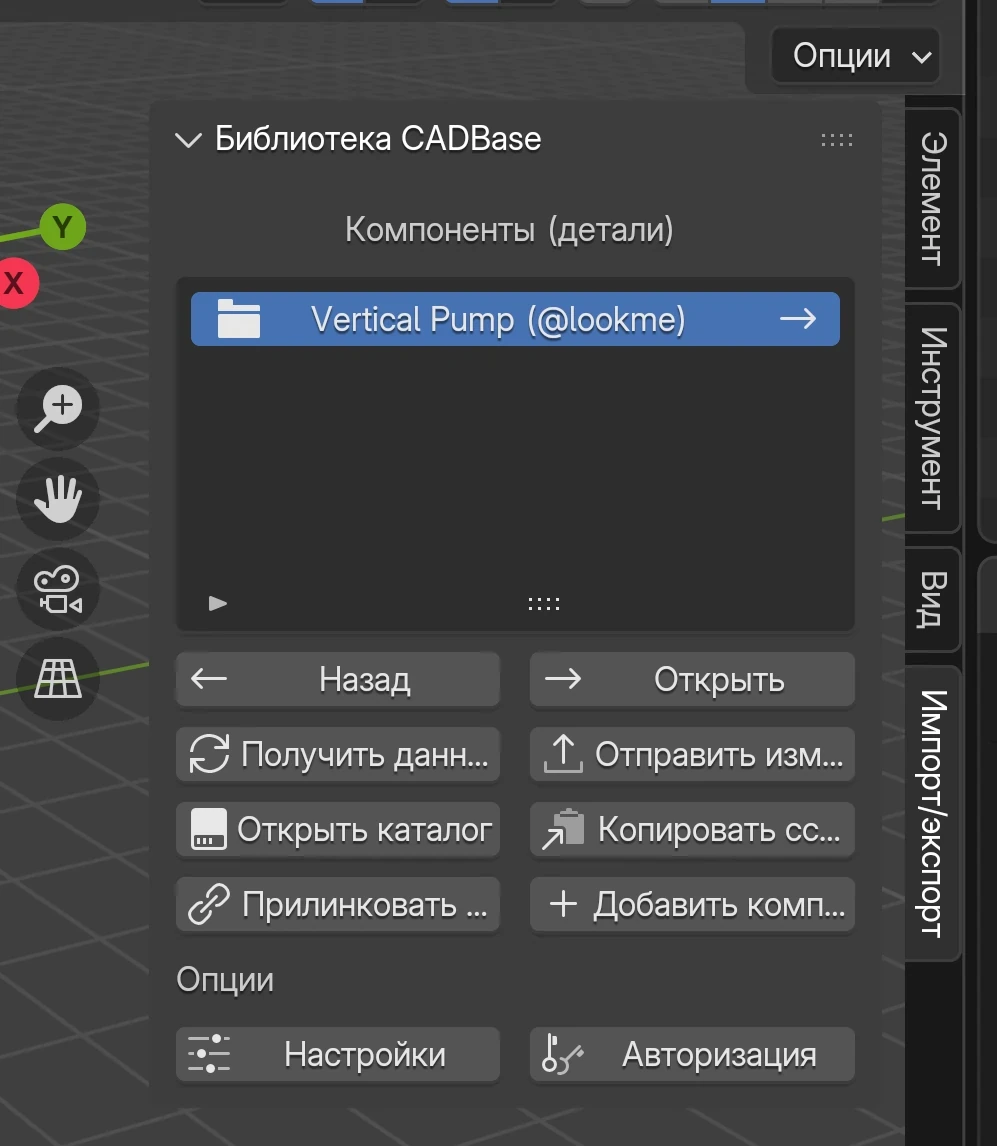 Опции
Библиотека CADBase
Компоненты (детали)
Vertical Pump (@lookme)
Назад
Открыть
Получить данн...
Отправить изм...
Открыть каталог
Копировать сс...
Прилинковать ...
Добавить комп...
Опции
Настройки
Авторизация
Y
X
Элемент
Инструмент
Вид
Импорт/экспорт